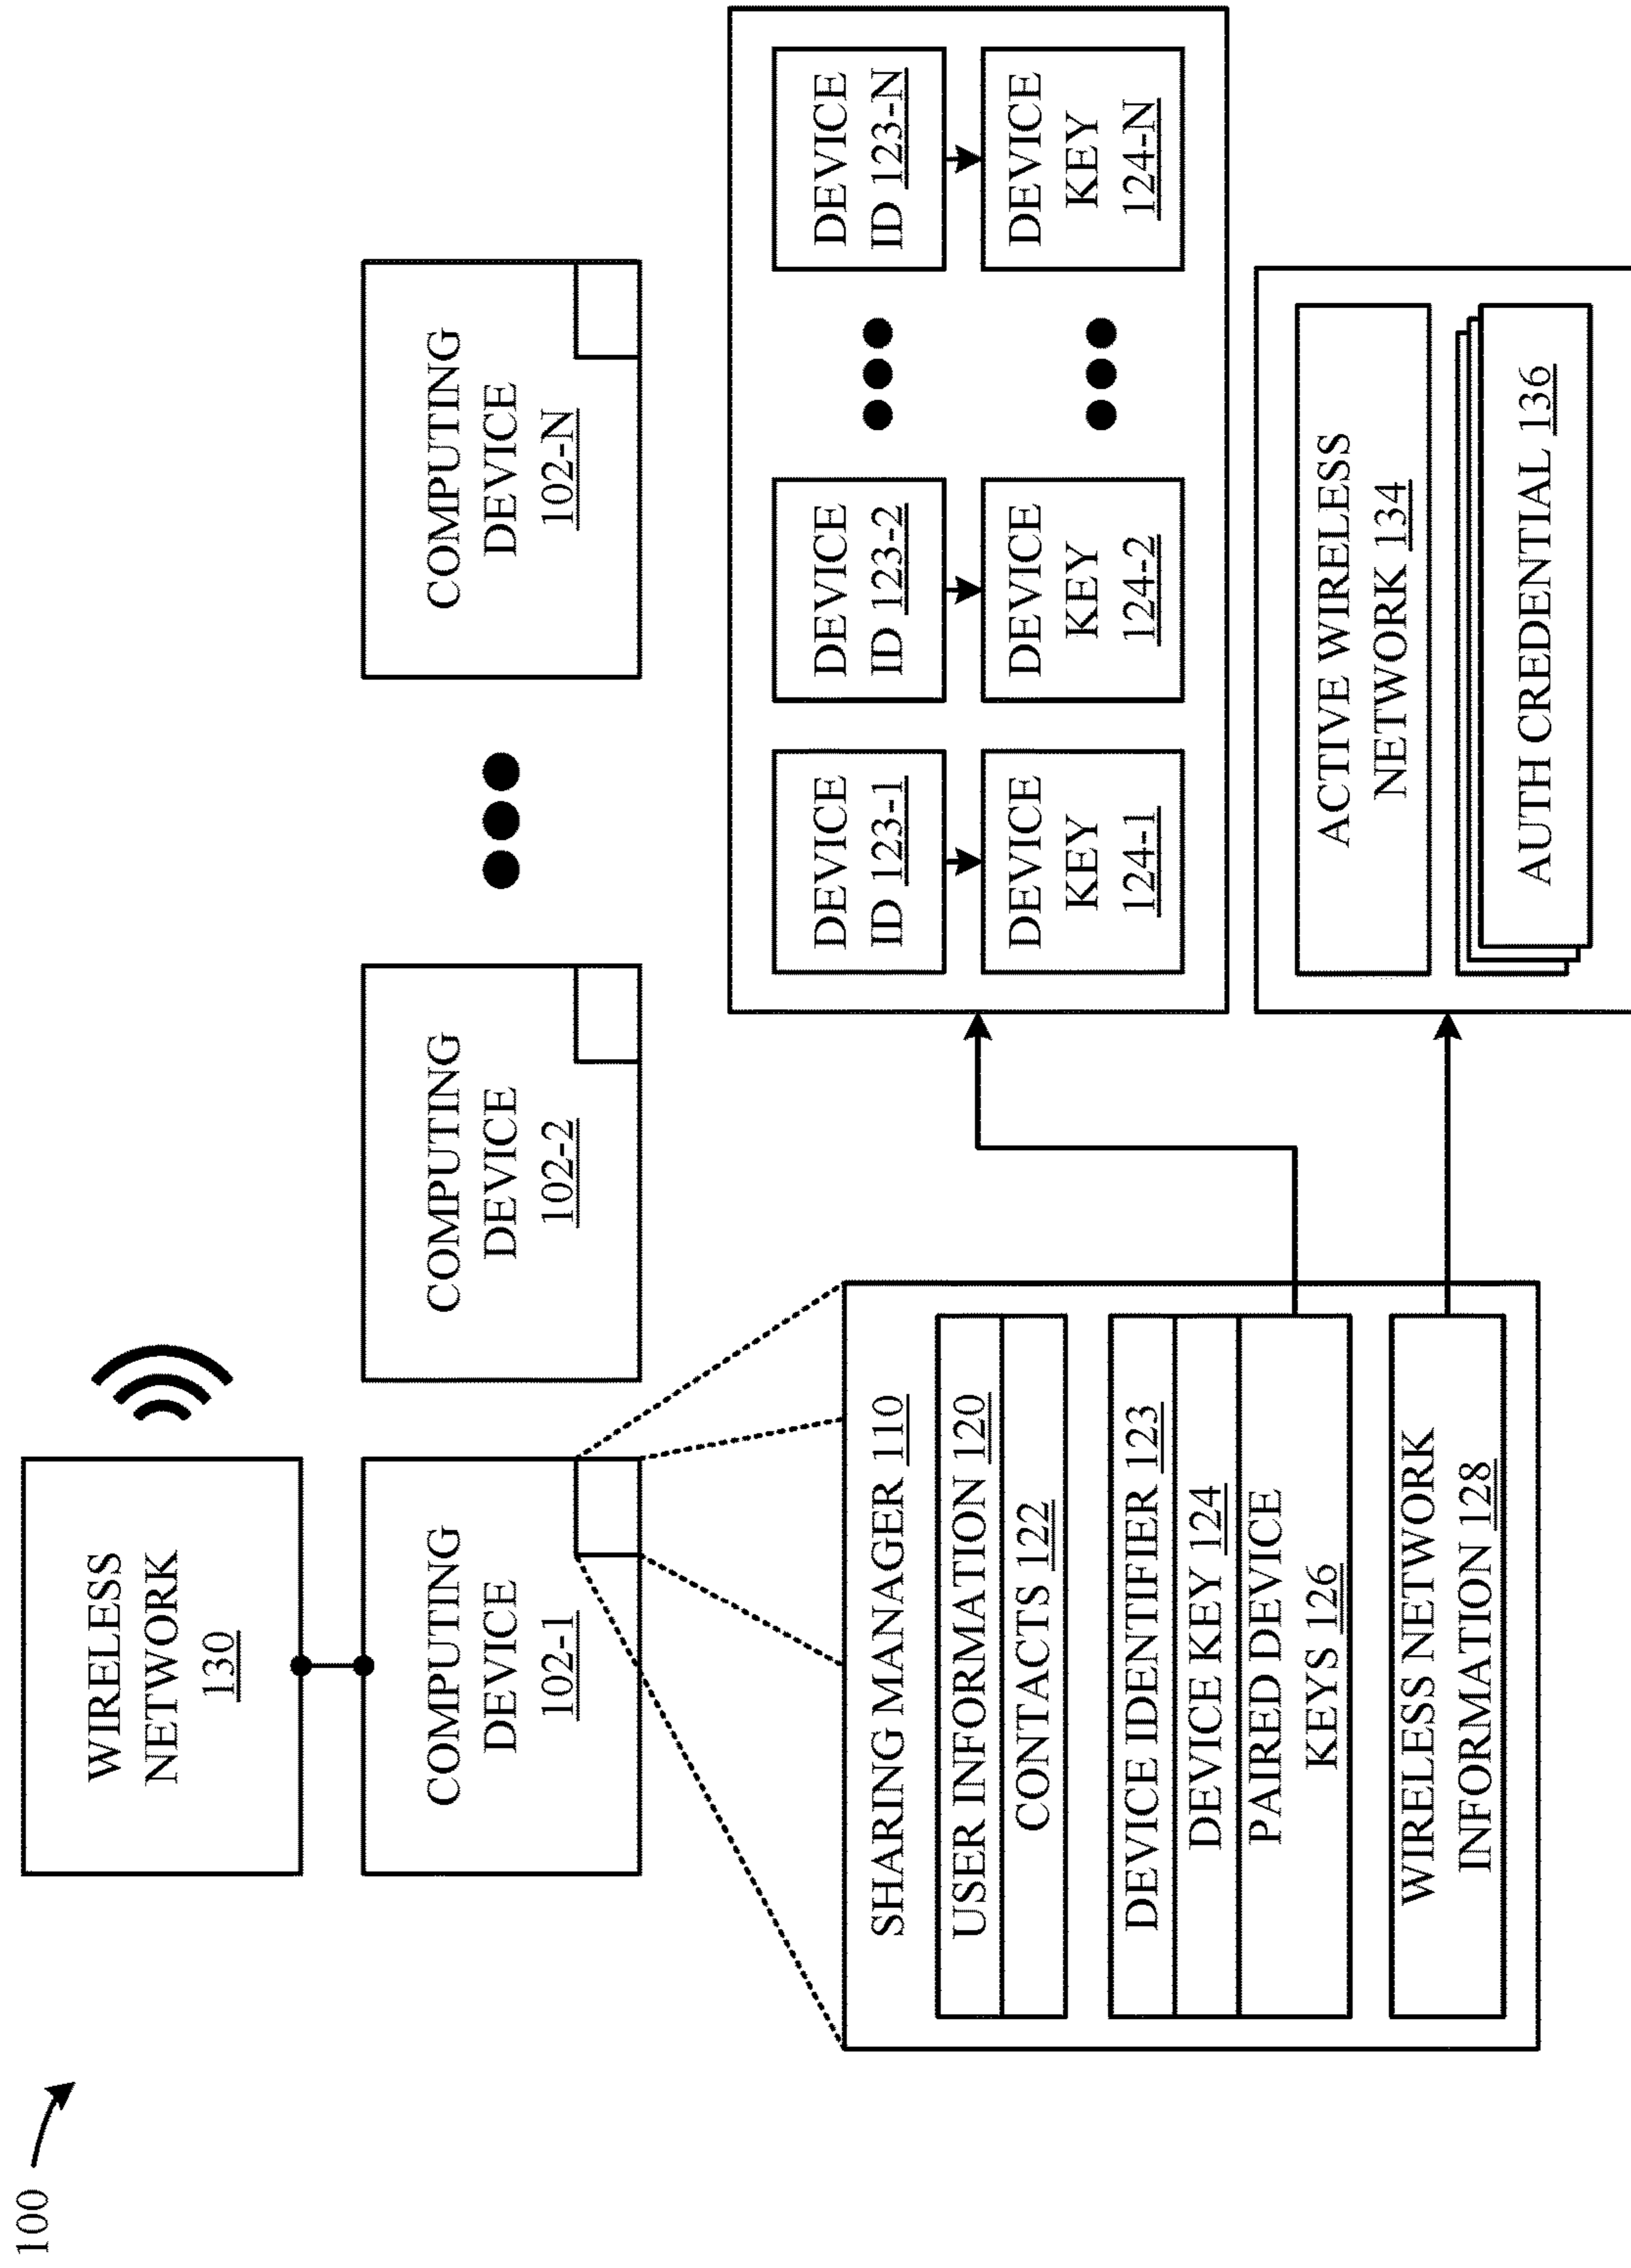 100
WIRELESS
NETWORK
130
COMPUTING
DEVICE
102-1
COMPUTING
DEVICE
102-2
COMPUTING
DEVICE
102-N
SHARING MANAGER 110
USER INFORMATION 120
CONTACTS 122
DEVICE IDENTIFIER 123
DEVICE KEY 124
PAIRED DEVICE
KEYS 126
WIRELESS NETWORK
INFORMATION 128
DEVICE
ID 123-1
DEVICE
KEY
124-1
DEVICE
ID 123-2
DEVICE
KEY
124-2
DEVICE
ID 123-N
DEVICE
KEY
124-N
ACTIVE WIRELESS
NETWORK 134
AUTH CREDENTIAL 136